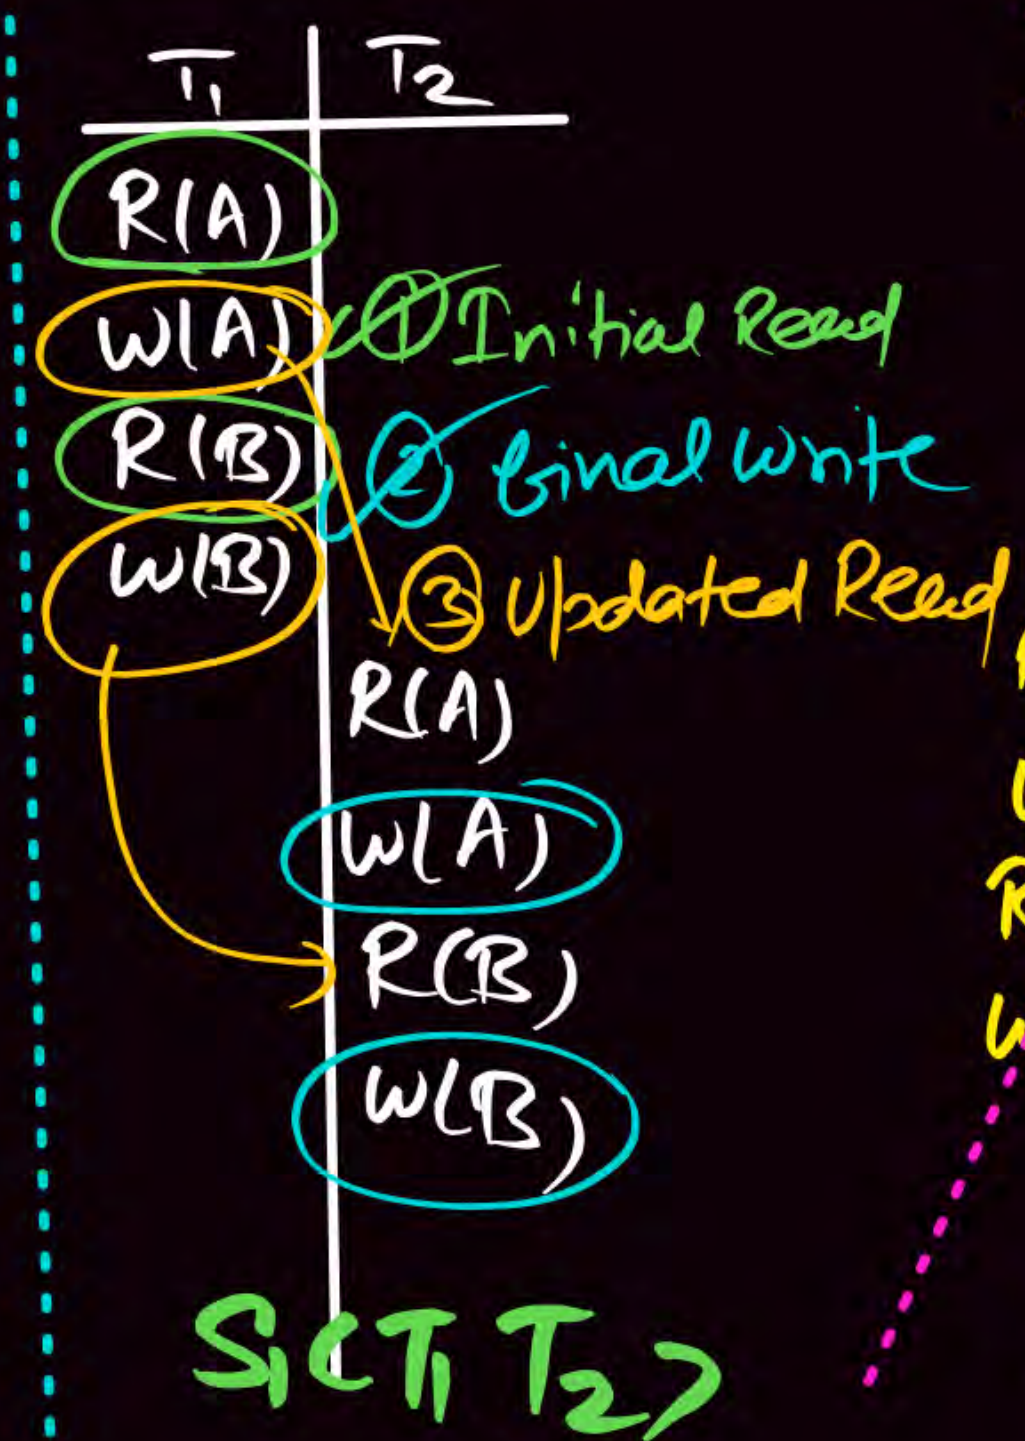 T1 T2
R(A)
W(A) ① Initial Read
R(B) ② final write
W(B) ③ Updated Read
R(A)
W(A)
R(B)
W(B)
S1<T1 T2>